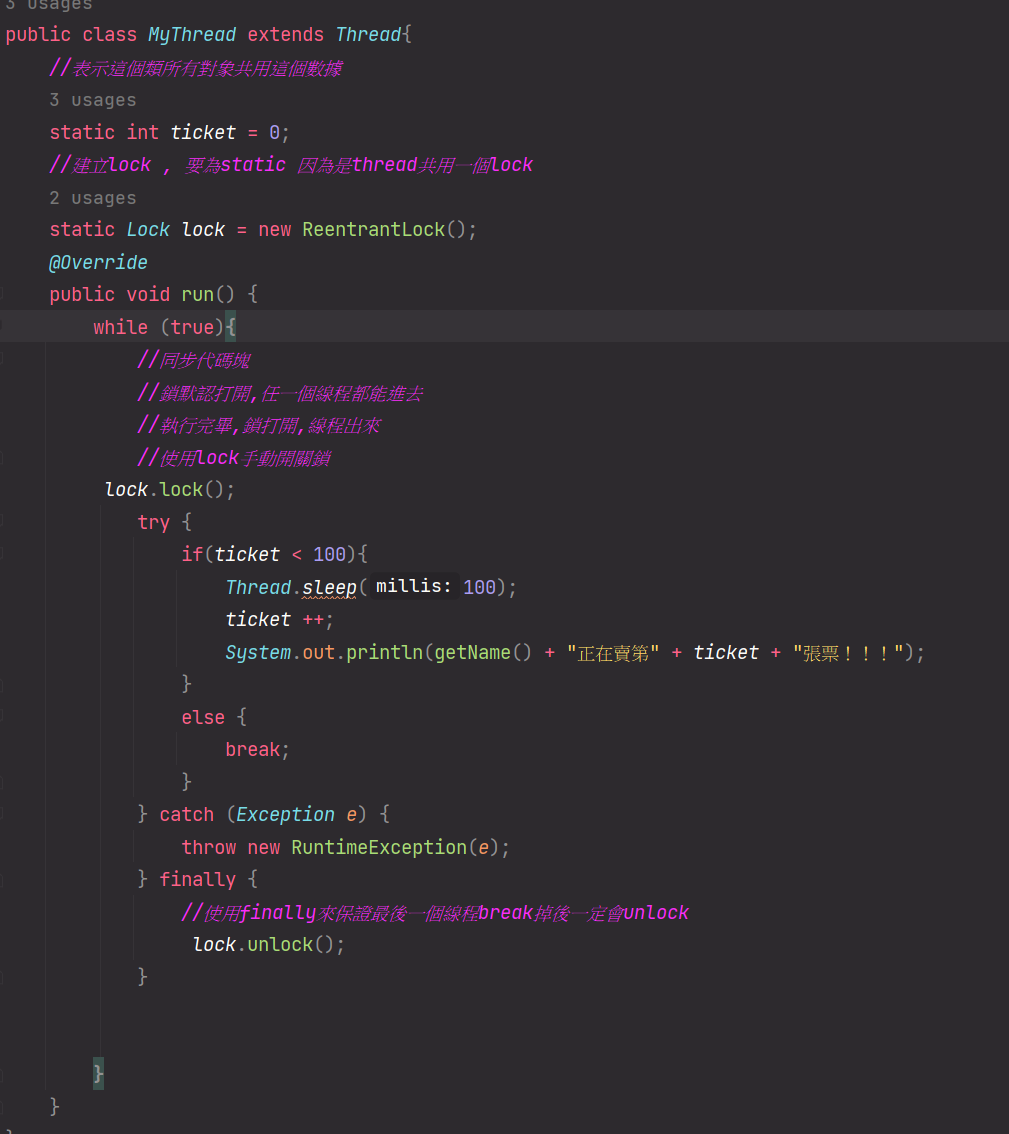 3 usages
public class MyThread extends Thread{
//表示這個類所有對象共用這個數據
3 usages
static int ticket = 0;
//建立lock , 要為static 因為是thread共用一個lock
2 usages
static Lock lock = new ReentrantLock();
@Override
public void run() {
while (true){
//同步代碼塊
//鎖默認打開,任一個線程都能進去
//執行完畢,鎖打開,線程出來
//使用lock手動開關鎖
lock.lock();
try {
if(ticket < 100){
Thread.sleep( millis: 100);
ticket ++;
System.out.println(getName() + "正在賣第" + ticket + "張票！！！");
}
else {
break;
}
} catch (Exception e) {
throw new RuntimeException(e);
} finally {
//使用finally來保證最後一個線程break掉後一定會unlock
lock.unlock();
}
}
}
}